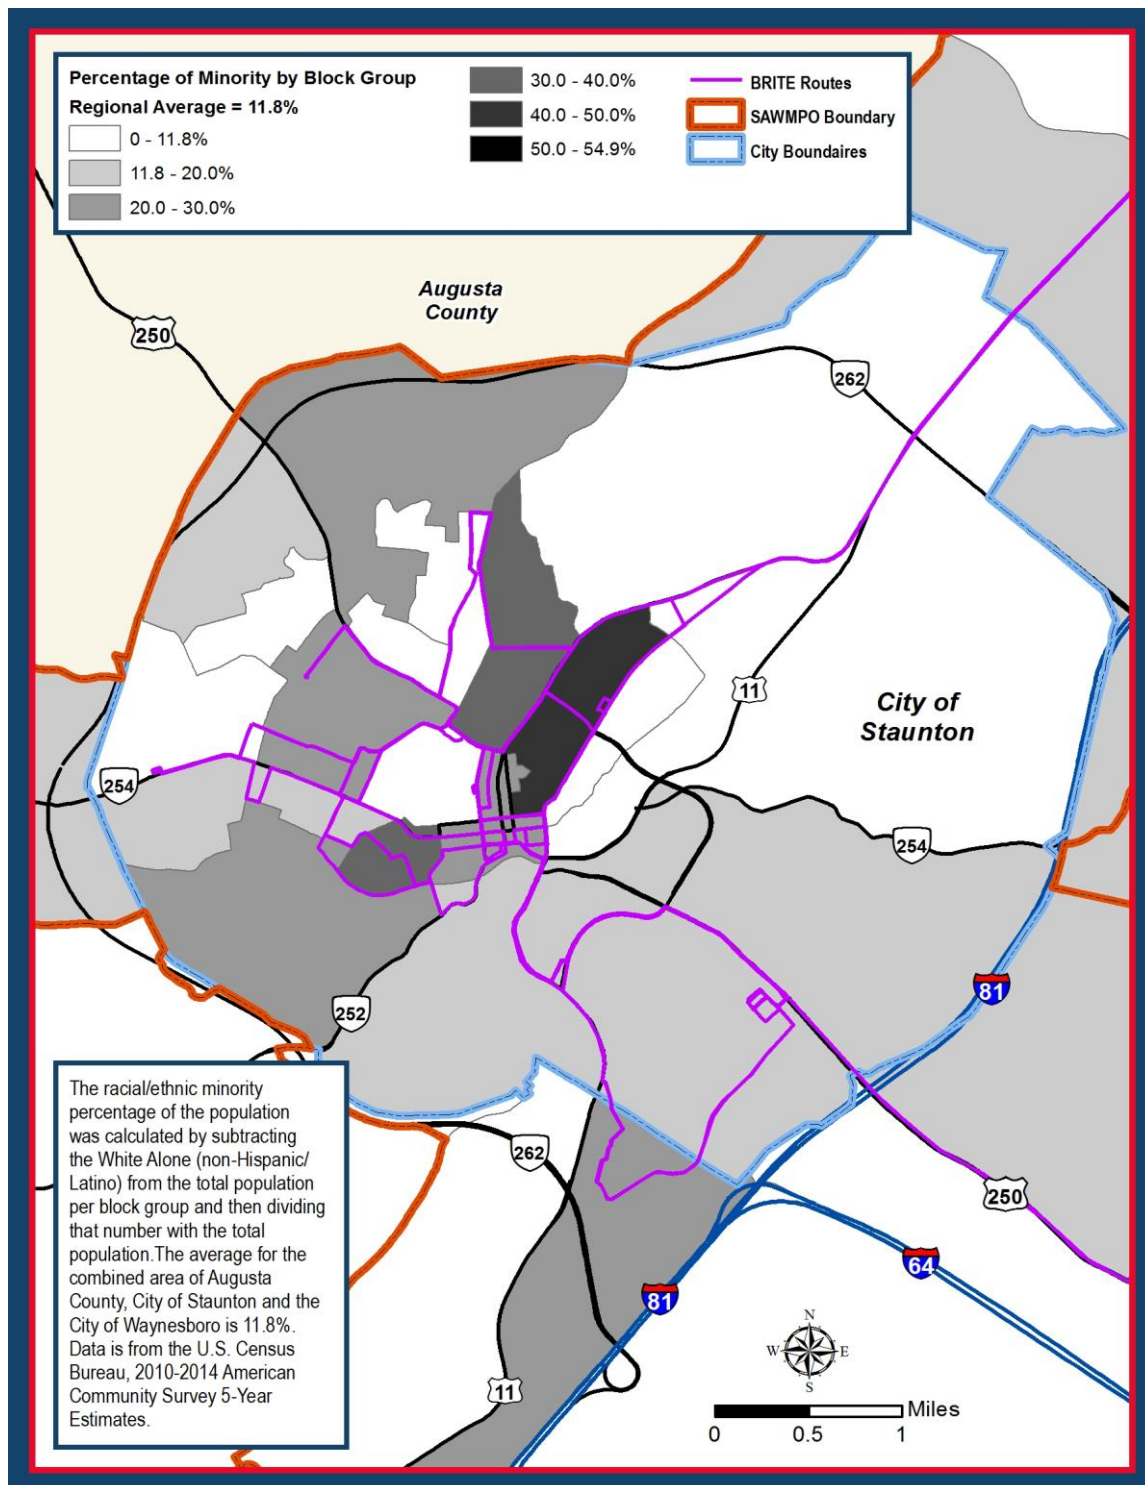 Percentage of Minority by Block Group
Regional Average = 11.8%
0 - 11.8%
11.8 - 20.0%
20.0 - 30.0%
30.0 - 40.0%
40.0 - 50.0%
50.0 - 54.9%
BRITE Routes
SAWMPO Boundary
City Boundaires
Augusta
County
250
262
11
City of
Staunton
254
254
81
252
262
250
64
81
11
The racial/ethnic minority
percentage of the population
was calculated by subtracting
the White Alone (non-Hispanic/
Latino) from the total population
per block group and then dividing
that number with the total
population.The average for the
combined area of Augusta
County, City of Staunton and the
City of Waynesboro is 11.8%.
Data is from the U.S. Census
Bureau, 2010-2014 American
Community Survey 5-Year
Estimates.
N
W E
S
Miles
0 0.5 1